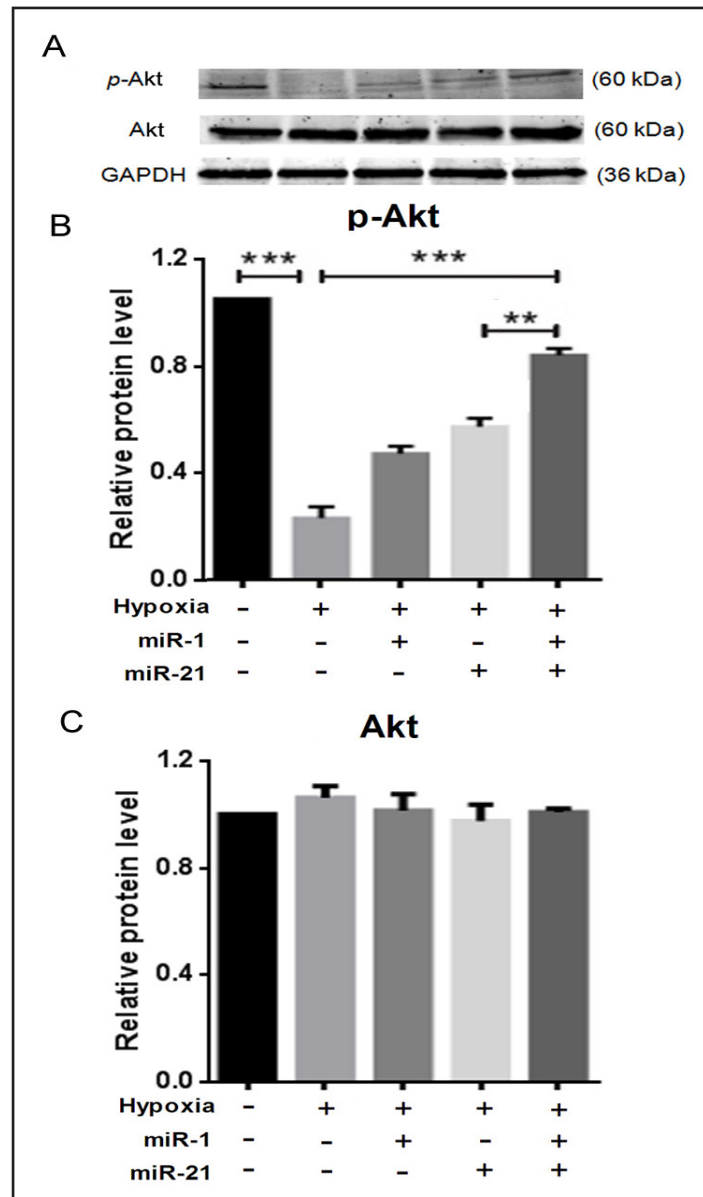 A
p-Akt (60 kDa)
Akt (60 kDa)
GAPDH (36 kDa)
B
p-Akt
Relative protein level
1.2
0.8
0.4
0.0
*** ***
**
Hypoxia - + + + +
miR-1 - - + - +
miR-21 - - - + +
C
Akt
Relative protein level
1.2
0.8
0.4
0.0
Hypoxia - + + + +
miR-1 - - + - +
miR-21 - - - + +